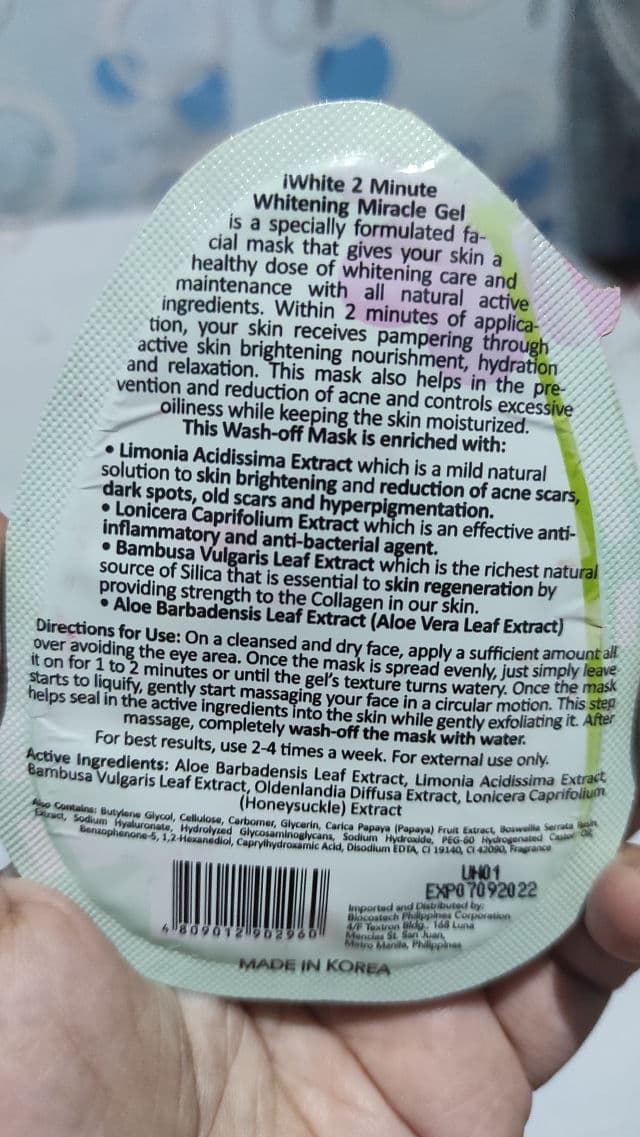 iWhite 2 Minute
Whitening Miracle Gel
is a specially formulated fa-
cial mask that gives your skin a
healthy dose of whitening care and
maintenance with all natural active
ingredients. Within 2 minutes of applica-
tion, your skin receives pampering through
active skin brightening nourishment, hydration
and relaxation. This mask also helps in the pre-
vention and reduction of acne and controls excessive
oiliness while keeping the skin moisturized.
This Wash-off Mask is enriched with:
• Limonia Acidissima Extract which is a mild natural
solution to skin brightening and reduction of acne scars,
dark spots, old scars and hyperpigmentation.
• Lonicera Caprifolium Extract which is an effective anti-
inflammatory and anti-bacterial agent.
• Bambusa Vulgaris Leaf Extract which is the richest natural
source of Silica that is essential to skin regeneration by
providing strength to the Collagen in our skin.
• Aloe Barbadensis Leaf Extract (Aloe Vera Leaf Extract)
Directions for Use: On a cleansed and dry face, apply a sufficient amount all
over avoiding the eye area. Once the mask is spread evenly, just simply leave
it on for 1 to 2 minutes or until the gel's texture turns watery. Once the mask
starts to liquify, gently start massaging your face in a circular motion. This step
helps seal in the active ingredients into the skin while gently exfoliating it. After
massage, completely wash-off the mask with water.
For best results, use 2-4 times a week. For external use only.
Active Ingredients: Aloe Barbadensis Leaf Extract, Limonia Acidissima Extract,
Bambusa Vulgaris Leaf Extract, Oldenlandia Diffusa Extract, Lonicera Caprifolium
(Honeysuckle) Extract
Also Contains: Butylene Glycol, Cellulose, Carbomer, Glycerin, Carica Papaya (Papaya) Fruit Extract, Boswellia Serrata Resin
Extract, Sodium Hyaluronate, Hydrolyzed Glycosaminoglycans, Sodium Hydroxide, PEG-60 Hydrogenated Castor Oil,
Benzophenone-5, 1,2-Hexanediol, Caprylhydroxamic Acid, Disodium EDTA, CI 19140, CI 42090, Fragrance
UH01
EXP07092022
4 809012 902960
Imported and Distributed by:
Biocostech Philippines Corporation
4/F Textron Bldg., 168 Luna
Mencias St. San Juan,
Metro Manila, Philippines
MADE IN KOREA